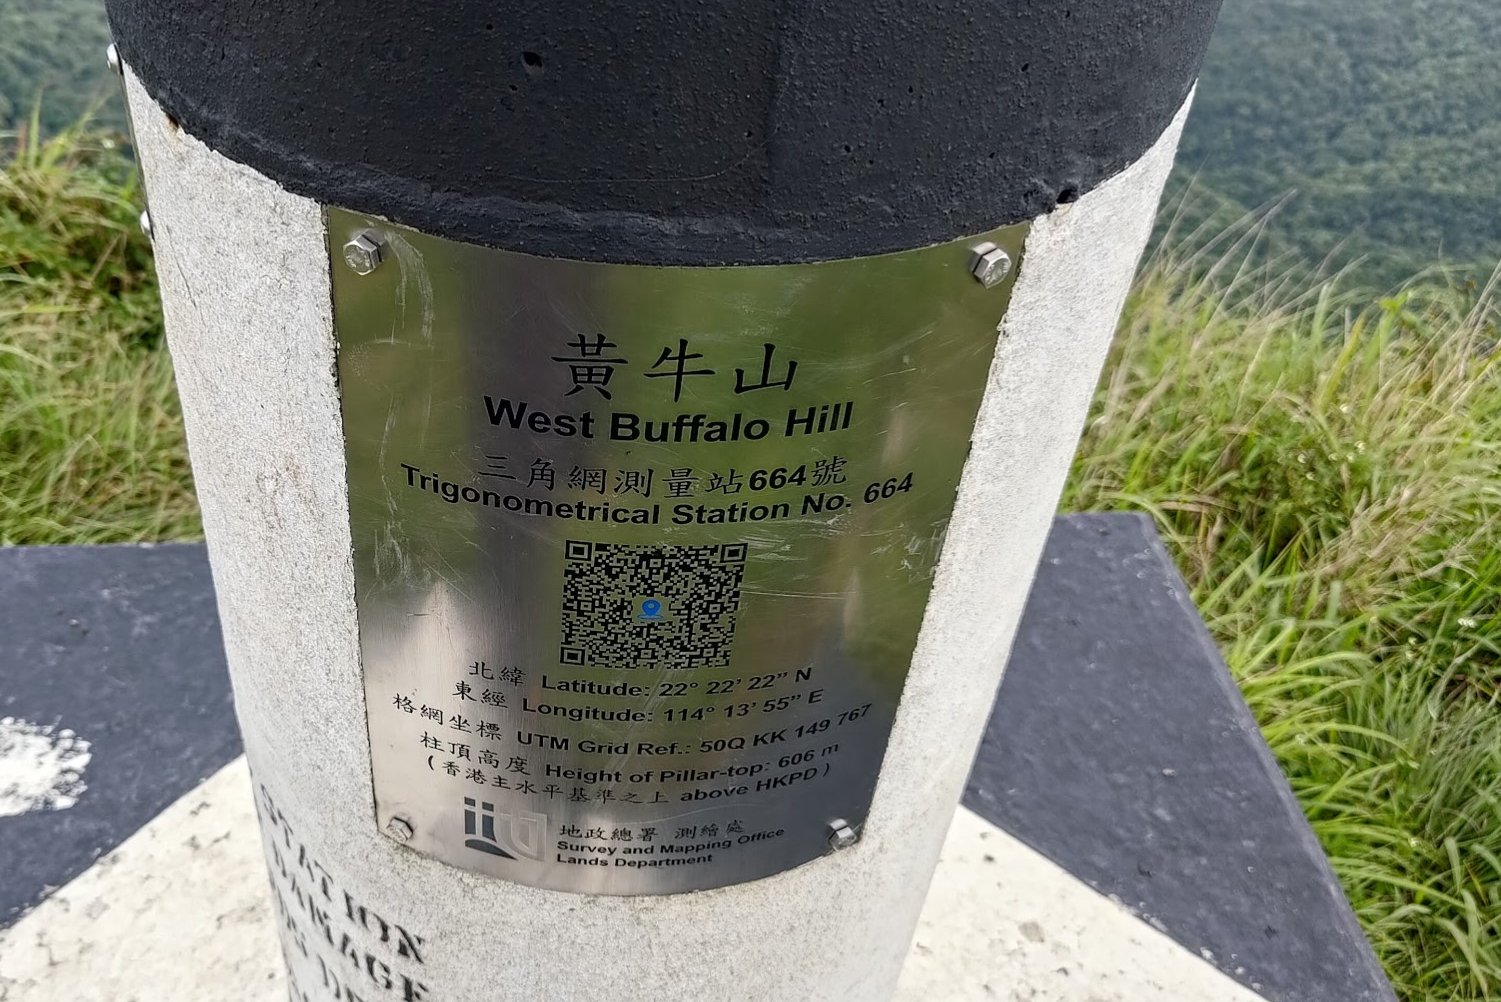 黃牛山
West Buffalo Hill
三角網測量站664號
Trigonometrical Station No. 664
北緯 Latitude: 22° 22' 22" N
東經 Longitude: 114° 13' 55" E
格網坐標 UTM Grid Ref.: 50Q KK 149 767
柱頂高度 Height of Pillar-top: 606 m
(香港主水平基準之上 above HKPD)
地政總署 測繪處
Survey and Mapping Office
Lands Department
STATION
DAMAGE